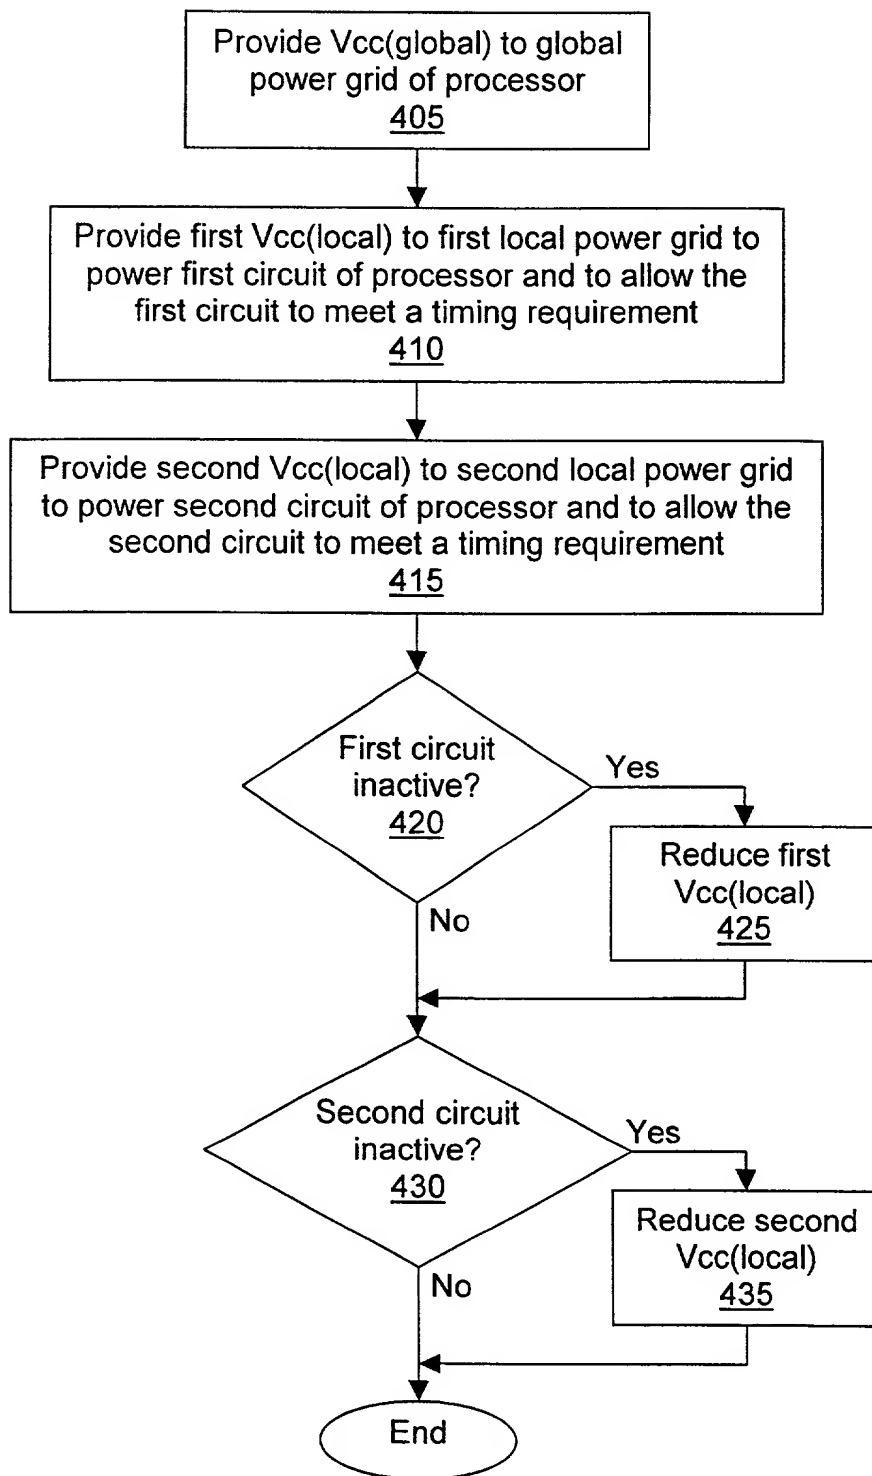 Provide Vcc(global) to global
power grid of processor
405
Provide first Vcc(local) to first local power grid to
power first circuit of processor and to allow the
first circuit to meet a timing requirement
410
Provide second Vcc(local) to second local power grid
to power second circuit of processor and to allow the
second circuit to meet a timing requirement
415
First circuit
inactive?
420
Yes
Reduce first
Vcc(local)
425
No
Second circuit
inactive?
430
Yes
Reduce second
Vcc(local)
435
No
End